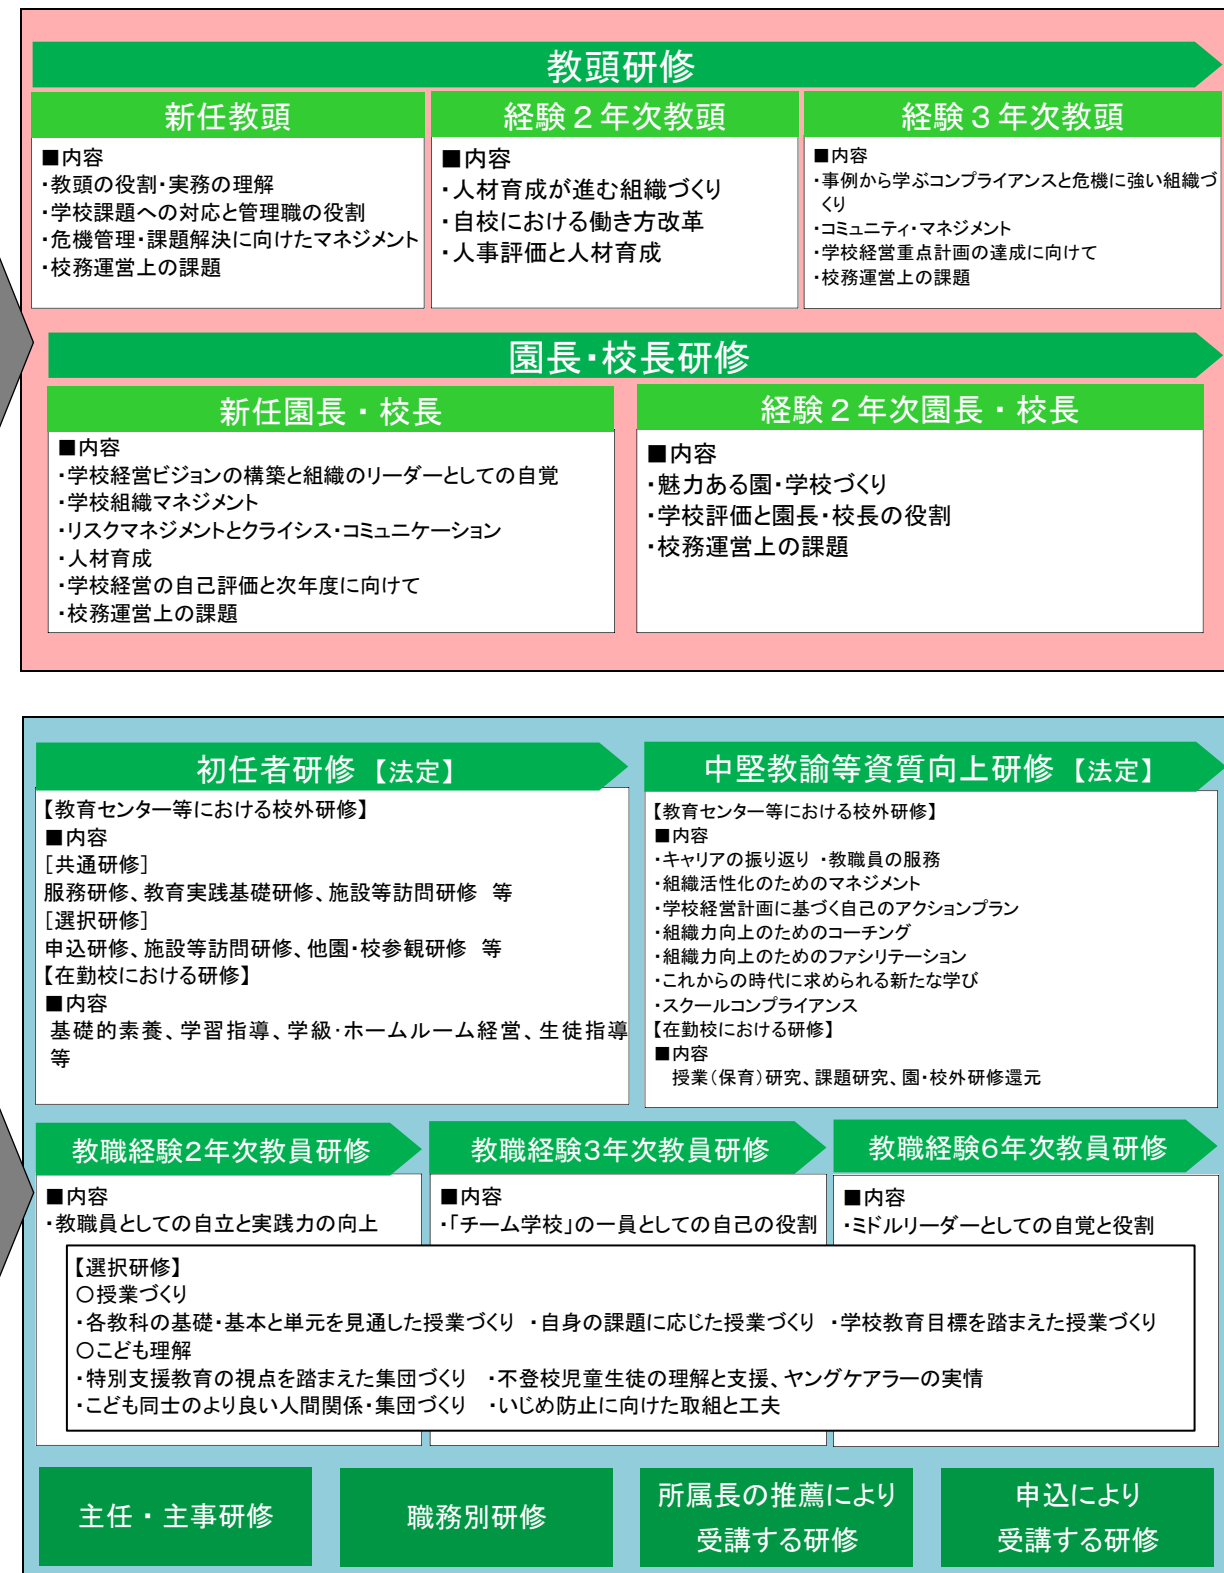 教頭研修
新任教頭
■内容
・教頭の役割・実務の理解
・学校課題への対応と管理職の役割
・危機管理・課題解決に向けたマネジメント
・校務運営上の課題
経験２年次教頭
■内容
・人材育成が進む組織づくり
・自校における働き方改革
・人事評価と人材育成
経験３年次教頭
■内容
・事例から学ぶコンプライアンスと危機に強い組織づ
くり
・コミュニティ・マネジメント
・学校経営重点計画の達成に向けて
・校務運営上の課題
園長・校長研修
新任園長・校長
■内容
・学校経営ビジョンの構築と組織のリーダーとしての自覚
・学校組織マネジメント
・リスクマネジメントとクライシス・コミュニケーション
・人材育成
・学校経営の自己評価と次年度に向けて
・校務運営上の課題
経験２年次園長・校長
■内容
・魅力ある園・学校づくり
・学校評価と園長・校長の役割
・校務運営上の課題
初任者研修【法定】
【教育センター等における校外研修】
■内容
［共通研修］
服務研修、教育実践基礎研修、施設等訪問研修　等
［選択研修］
申込研修、施設等訪問研修、他園・校参観研修　等
【在勤校における研修】
■内容
基礎的素養、学習指導、学級・ホームルーム経営、生徒指導
等
中堅教諭等資質向上研修【法定】
【教育センター等における校外研修】
■内容
・キャリアの振り返り ・教職員の服務
・組織活性化のためのマネジメント
・学校経営計画に基づく自己のアクションプラン
・組織力向上のためのコーチング
・組織力向上のためのファシリテーション
・これからの時代に求められる新たな学び
・スクールコンプライアンス
【在勤校における研修】
■内容
授業（保育）研究、課題研究、園・校外研修還元
教職経験２年次教員研修
■内容
・教職員としての自立と実践力の向上
教職経験３年次教員研修
■内容
・「チーム学校」の一員としての自己の役割
教職経験６年次教員研修
■内容
・ミドルリーダーとしての自覚と役割
【選択研修】
○授業づくり
・各教科の基礎・基本と単元を見通した授業づくり ・自身の課題に応じた授業づくり ・学校教育目標を踏まえた授業づくり
○こども理解
・特別支援教育の視点を踏まえた集団づくり ・不登校児童生徒の理解と支援、ヤングケアラーの実情
・こども同士のより良い人間関係・集団づくり ・いじめ防止に向けた取組と工夫
主任・主事研修
職務別研修
所属長の推薦により
受講する研修
申込により
受講する研修